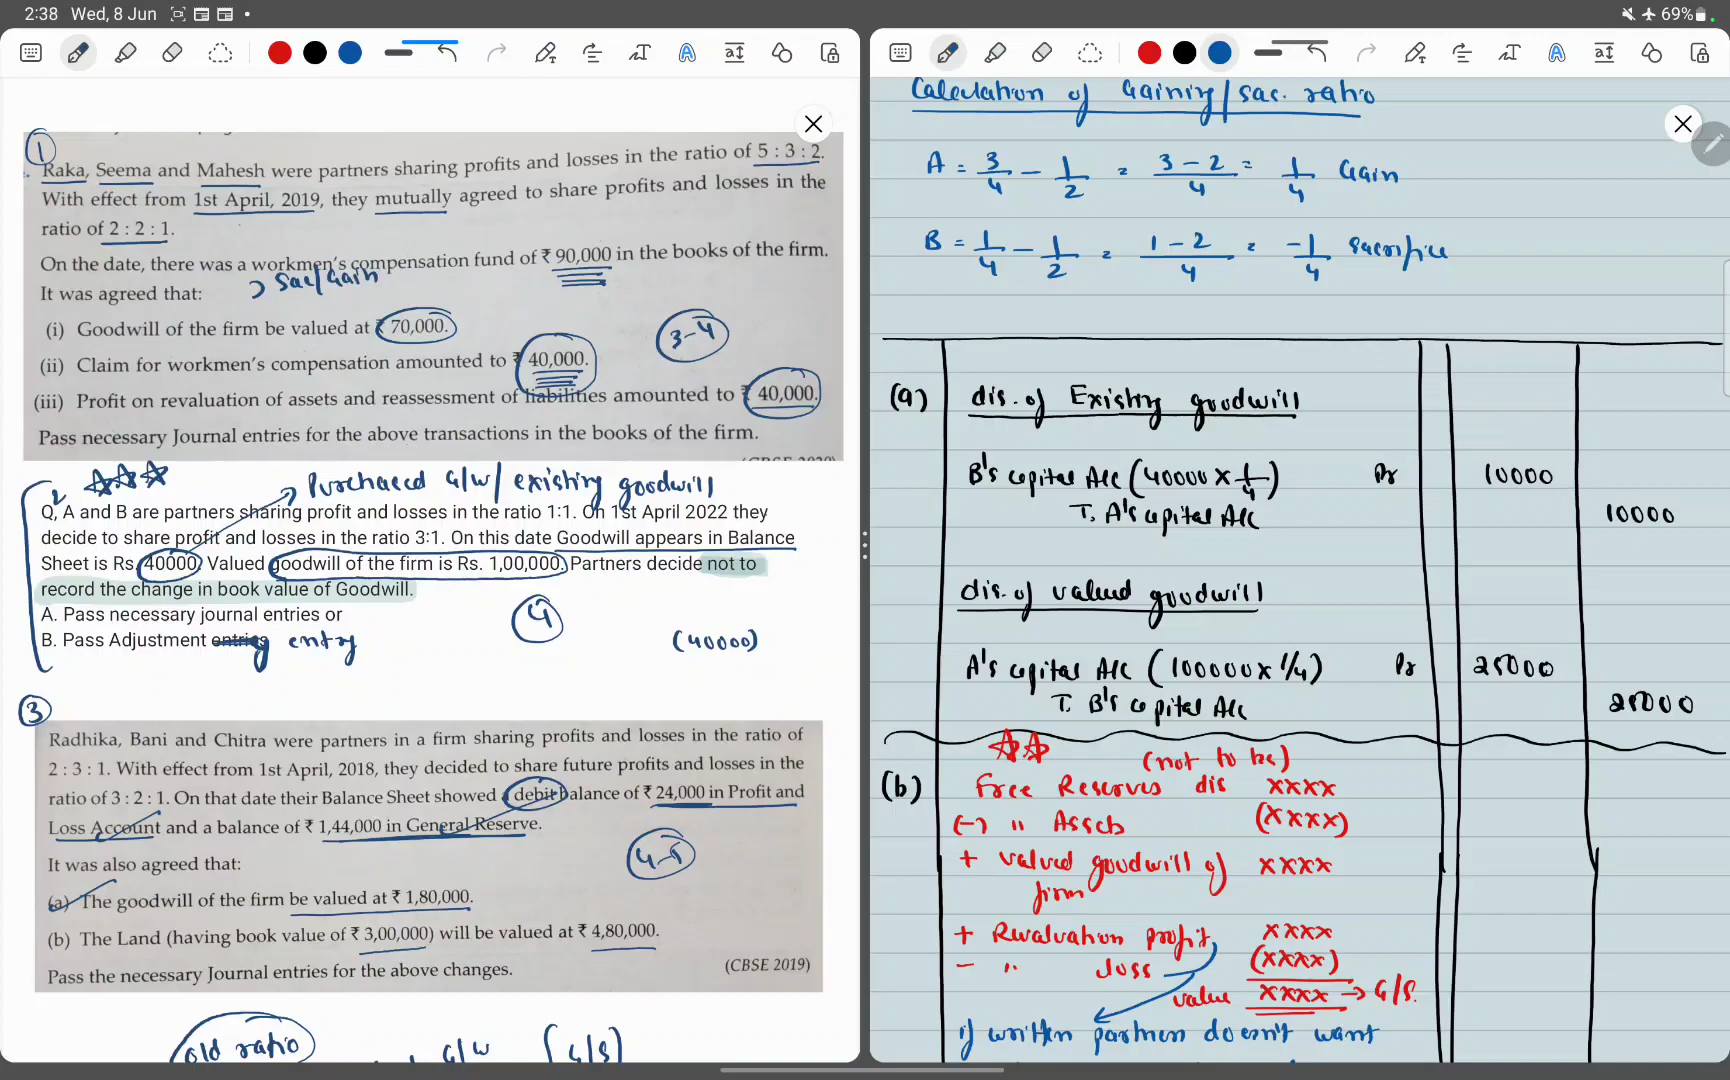 2:38 Wed, 8 Jun
69%
1
Raka, Seema and Mahesh were partners sharing profits and losses in the ratio of 5 : 3 : 2.
With effect from 1st April, 2019, they mutually agreed to share profits and losses in the
ratio of 2 : 2 : 1.
On the date, there was a workmen's compensation fund of ₹ 90,000 in the books of the firm.
It was agreed that:
Sac/Gain
(i) Goodwill of the firm be valued at ₹ 70,000.
3-4
(ii) Claim for workmen's compensation amounted to ₹ 40,000.
(iii) Profit on revaluation of assets and reassessment of liabilities amounted to ₹ 40,000.
Pass necessary Journal entries for the above transactions in the books of the firm.
2
Purchased G/W/ existing goodwill
Q, A and B are partners sharing profit and losses in the ratio 1:1. On 1st April 2022 they
decide to share profit and losses in the ratio 3:1. On this date Goodwill appears in Balance
Sheet is Rs. 40000. Valued goodwill of the firm is Rs. 1,00,000. Partners decide not to
record the change in book value of Goodwill.
A. Pass necessary journal entries or
4
B. Pass Adjustment entries entry
(40000)
3
Radhika, Bani and Chitra were partners in a firm sharing profits and losses in the ratio of
2 : 3 : 1. With effect from 1st April, 2018, they decided to share future profits and losses in the
ratio of 3 : 2 : 1. On that date their Balance Sheet showed a debit balance of ₹ 24,000 in Profit and
Loss Account and a balance of ₹ 1,44,000 in General Reserve.
It was also agreed that:
4-5
(a) The goodwill of the firm be valued at ₹ 1,80,000.
(b) The Land (having book value of ₹ 3,00,000) will be valued at ₹ 4,80,000.
Pass the necessary Journal entries for the above changes.
(CBSE 2019)
old ratio
G/W (G/S)
Calculation of Gaining/sac. ratio
A = 3/4 - 1/2 = 3-2/4 = 1/4 Gain
B = 1/4 - 1/2 = 1-2/4 = -1/4 Sacrifice
(a) dis. of Existing goodwill
B's capital A/c (40000 x 1/4) Dr 10000
T. A's capital A/c 10000
dis. of valued goodwill
A's capital A/c (100000 x 1/4) Dr 25000
T. B's capital A/c 25000
(not to be)
(b) Free Reserves dis xxxx
(-) " Assets (xxxx)
+ valued goodwill of xxxx
firm
+ Revaluation profit xxxx
- " loss (xxxx)
value xxxx → G/S.
if written partners doesn't want